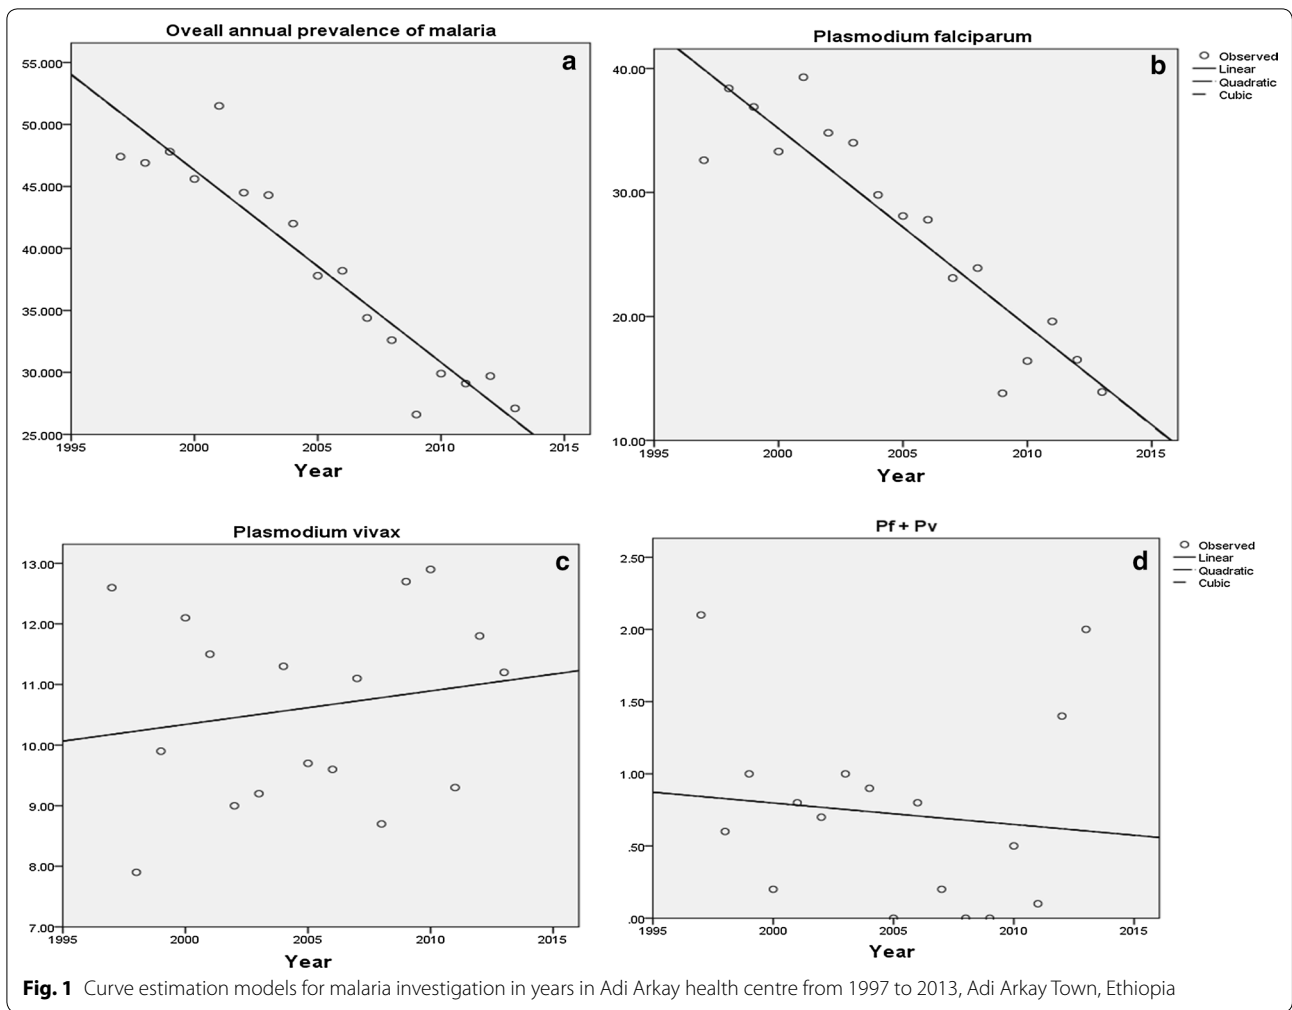 Oveall annual prevalence of malaria
a
55.000
50.000
45.000
40.000
35.000
30.000
25.000
1995 2000 2005 2010 2015
Year
Plasmodium falciparum
b
40.00
30.00
20.00
10.00
1995 2000 2005 2010 2015
Year
Observed
Linear
Quadratic
Cubic
Plasmodium vivax
c
13.00
12.00
11.00
10.00
9.00
8.00
7.00
1995 2000 2005 2010 2015
Year
Pf + Pv
d
2.50
2.00
1.50
1.00
.50
.00
1995 2000 2005 2010 2015
Year
Observed
Linear
Quadratic
Cubic
Fig. 1 Curve estimation models for malaria investigation in years in Adi Arkay health centre from 1997 to 2013, Adi Arkay Town, Ethiopia